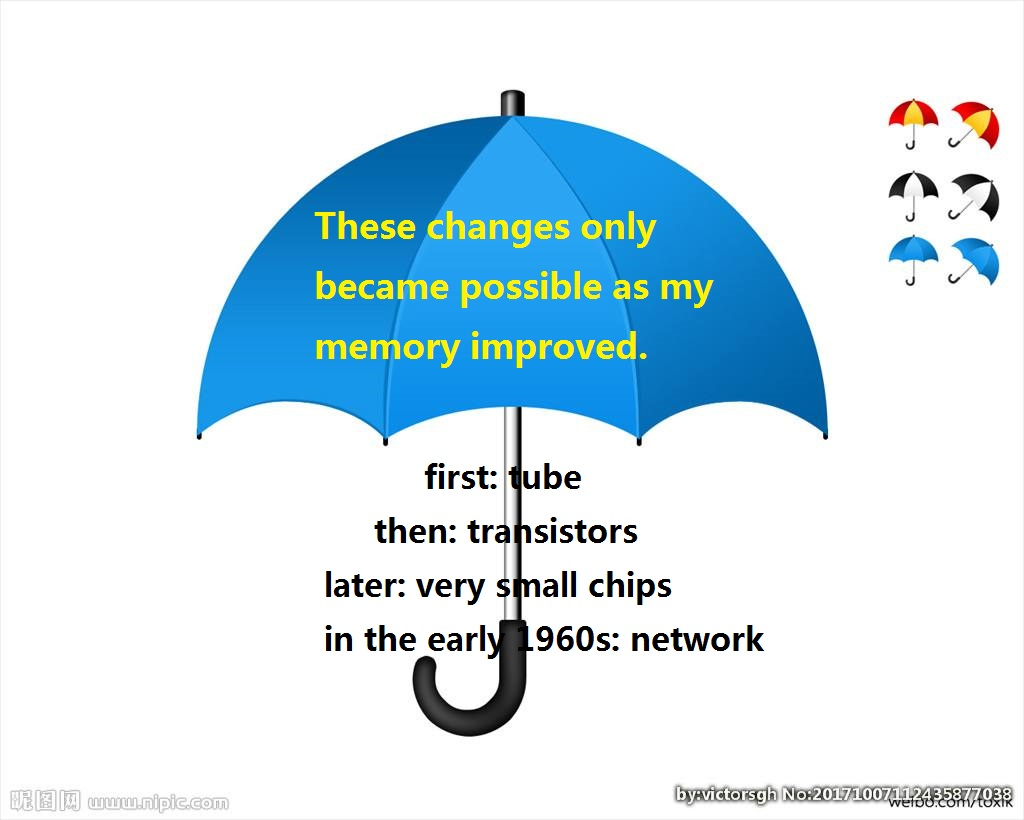 These changes only
became possible as my
memory improved.
first: tube
then: transistors
later: very small chips
in the early 1960s: network
昵图网 www.nipic.com
by:victorsgh No:20171007112435877038
weibo.com/toxik